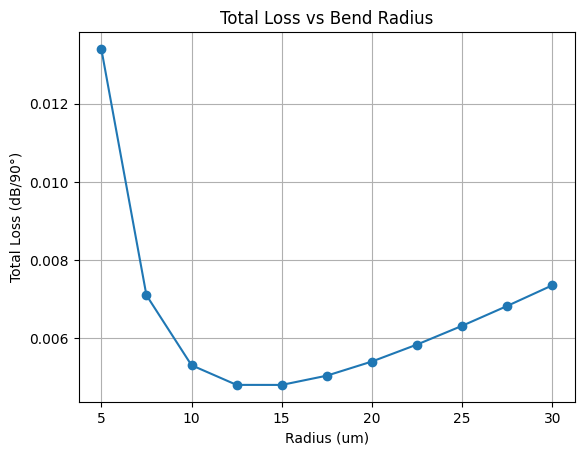 Total Loss vs Bend Radius
Total Loss (dB/90°)
0.012
0.010
0.008
0.006
5 10 15 20 25 30
Radius (um)